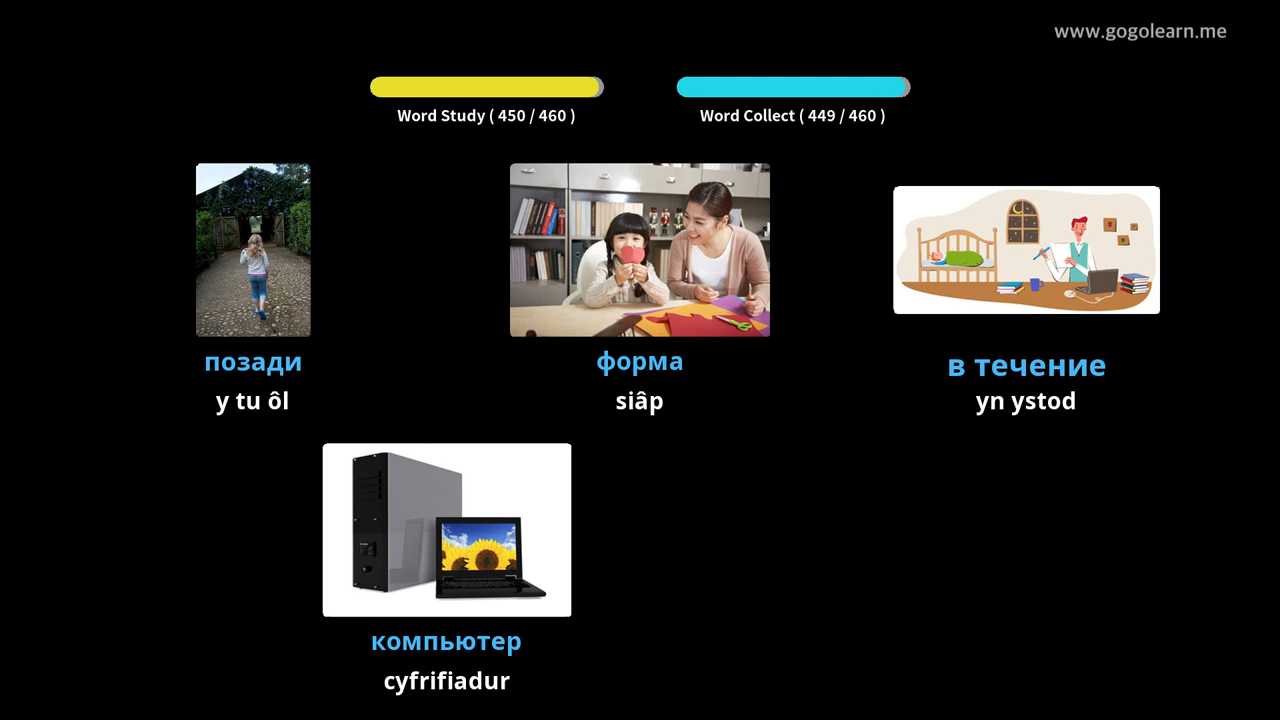 www.gogolearn.me
Word Study ( 450 / 460 )
Word Collect ( 449 / 460 )
позади
y tu ôl
форма
siâp
в течение
yn ystod
компьютер
cyfrifiadur